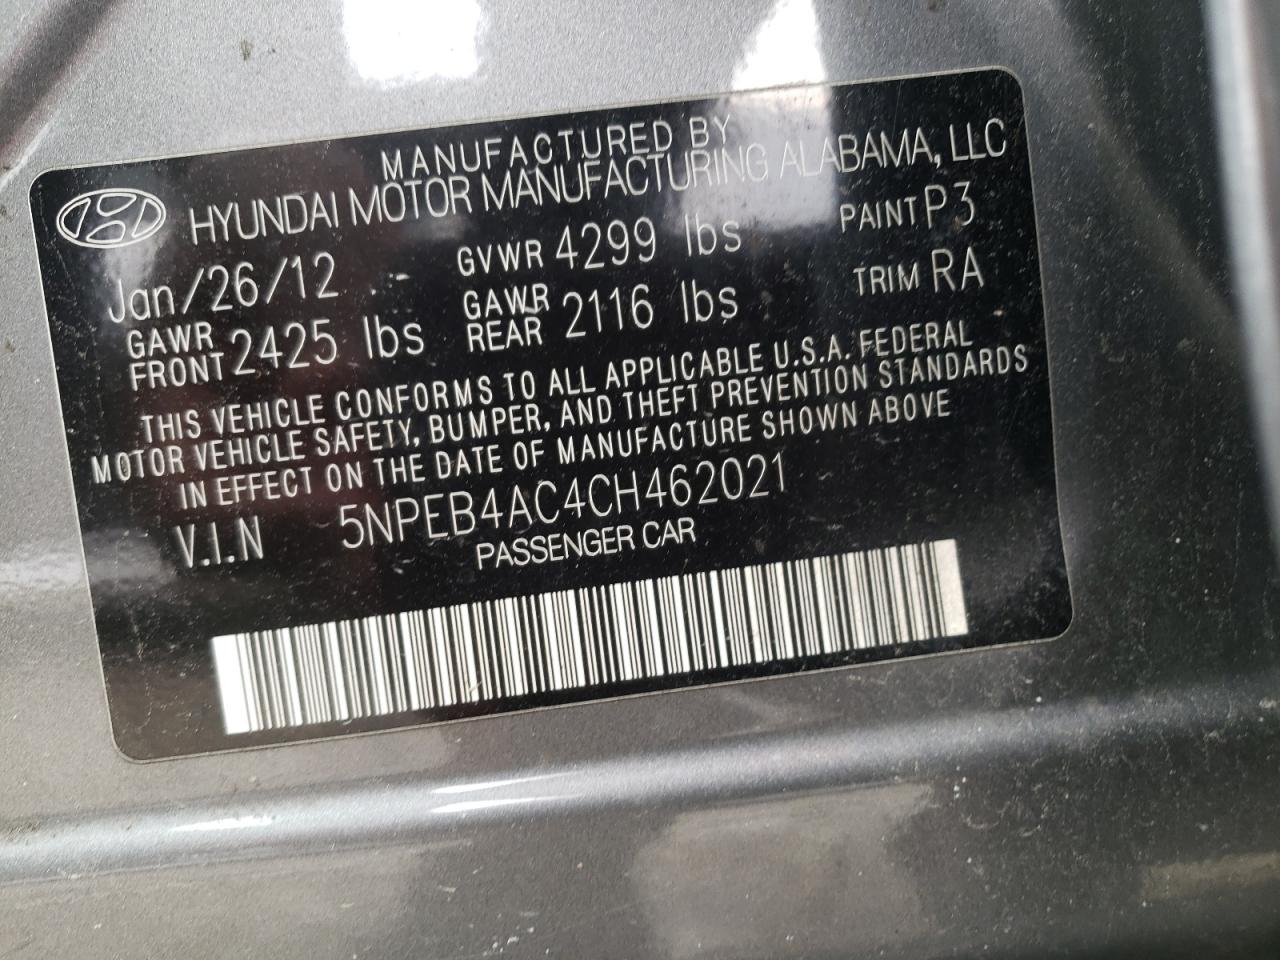 MANUFACTURED BY
HYUNDAI MOTOR MANUFACTURING ALABAMA, LLC
Jan/26/12 GVWR 4299 lbs PAINT P3
GAWR FRONT 2425 lbs GAWR REAR 2116 lbs TRIM RA
THIS VEHICLE CONFORMS TO ALL APPLICABLE U.S.A. FEDERAL
MOTOR VEHICLE SAFETY, BUMPER, AND THEFT PREVENTION STANDARDS
IN EFFECT ON THE DATE OF MANUFACTURE SHOWN ABOVE
V.I.N 5NPEB4AC4CH462021
PASSENGER CAR